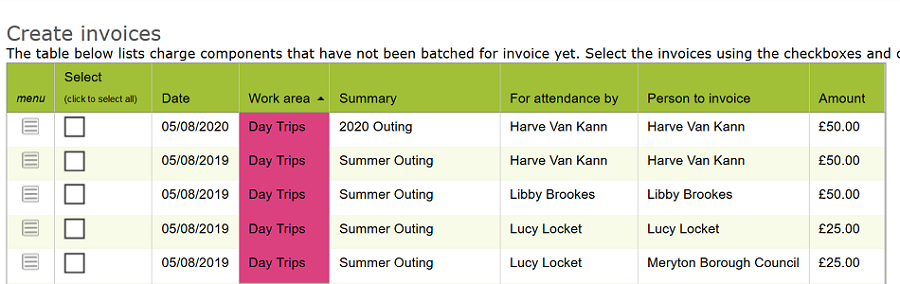 Create invoices
The table below lists charge components that have not been batched for invoice yet. Select the invoices using the checkboxes and
menu Select (click to select all) Date Work area Summary For attendance by Person to invoice Amount
05/08/2020 Day Trips 2020 Outing Harve Van Kann Harve Van Kann £50.00
05/08/2019 Day Trips Summer Outing Harve Van Kann Harve Van Kann £50.00
05/08/2019 Day Trips Summer Outing Libby Brookes Libby Brookes £50.00
05/08/2019 Day Trips Summer Outing Lucy Locket Lucy Locket £25.00
05/08/2019 Day Trips Summer Outing Lucy Locket Meryton Borough Council £25.00